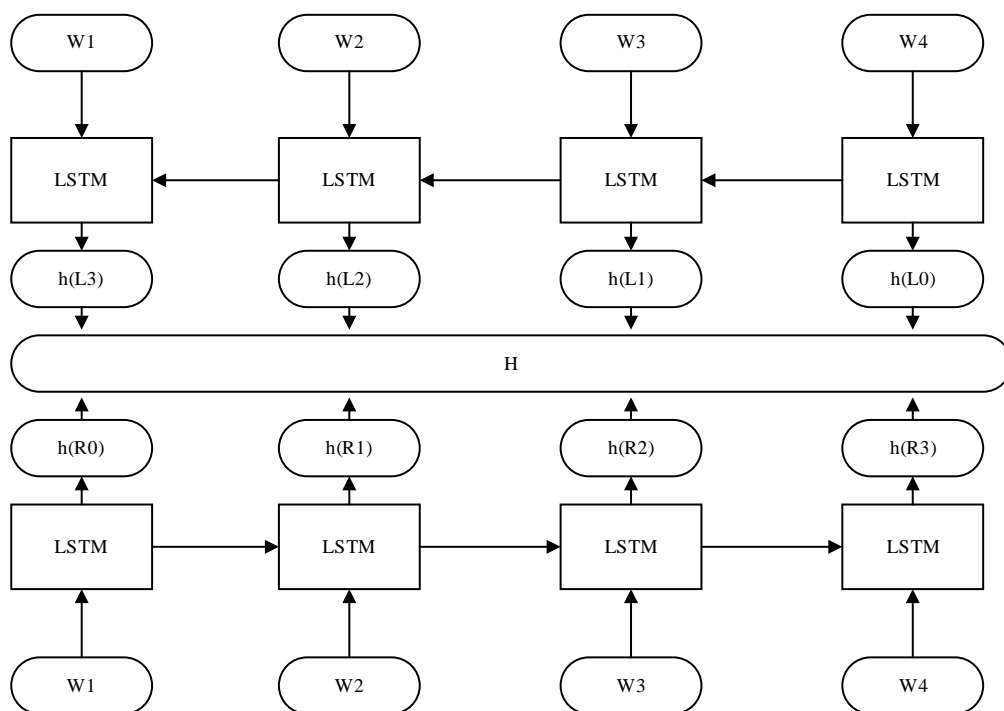 W1 W2 W3 W4
LSTM LSTM LSTM LSTM
h(L3) h(L2) h(L1) h(L0)
H
h(R0) h(R1) h(R2) h(R3)
LSTM LSTM LSTM LSTM
W1 W2 W3 W4